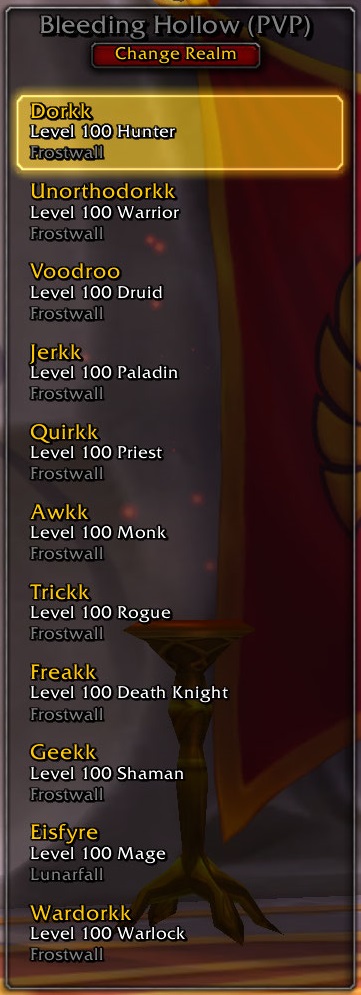 Bleeding Hollow (PVP)
Change Realm
Dorkk
Level 100 Hunter
Frostwall
Unorthodorkk
Level 100 Warrior
Frostwall
Voodroo
Level 100 Druid
Frostwall
Jerkk
Level 100 Paladin
Frostwall
Quirkk
Level 100 Priest
Frostwall
Awkk
Level 100 Monk
Frostwall
Trickk
Level 100 Rogue
Frostwall
Freakk
Level 100 Death Knight
Frostwall
Geekk
Level 100 Shaman
Frostwall
Eisfyre
Level 100 Mage
Lunarfall
Wardorkk
Level 100 Warlock
Frostwall